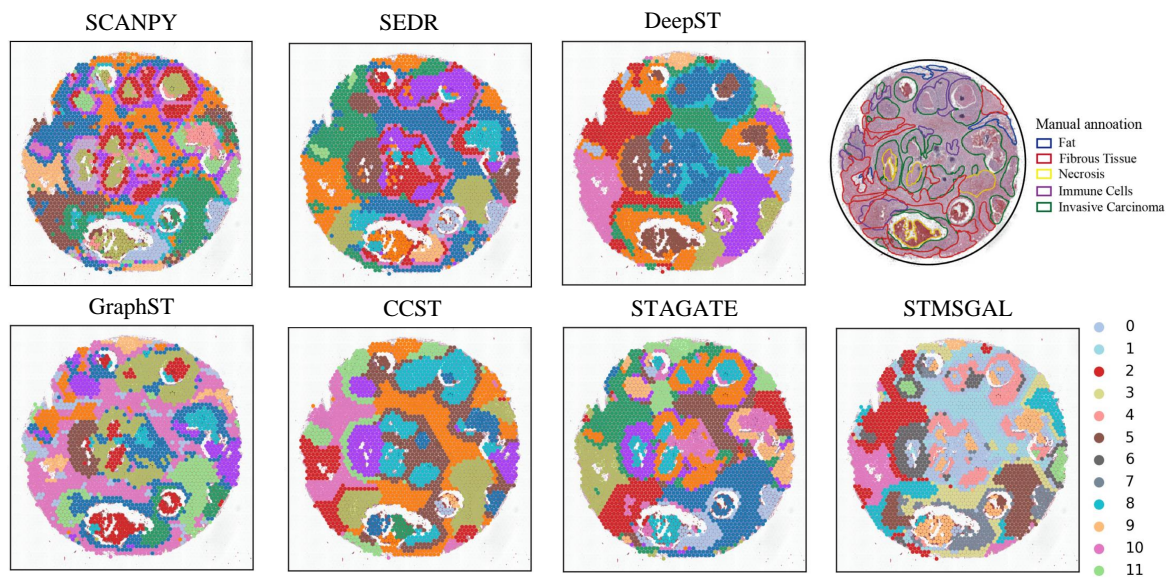 SCANPY
SEDR
DeepST
Manual annoation
Fat
Fibrous Tissue
Necrosis
Immune Cells
Invasive Carcinoma
GraphST
CCST
STAGATE
STMSGAL
0
1
2
3
4
5
6
7
8
9
10
11